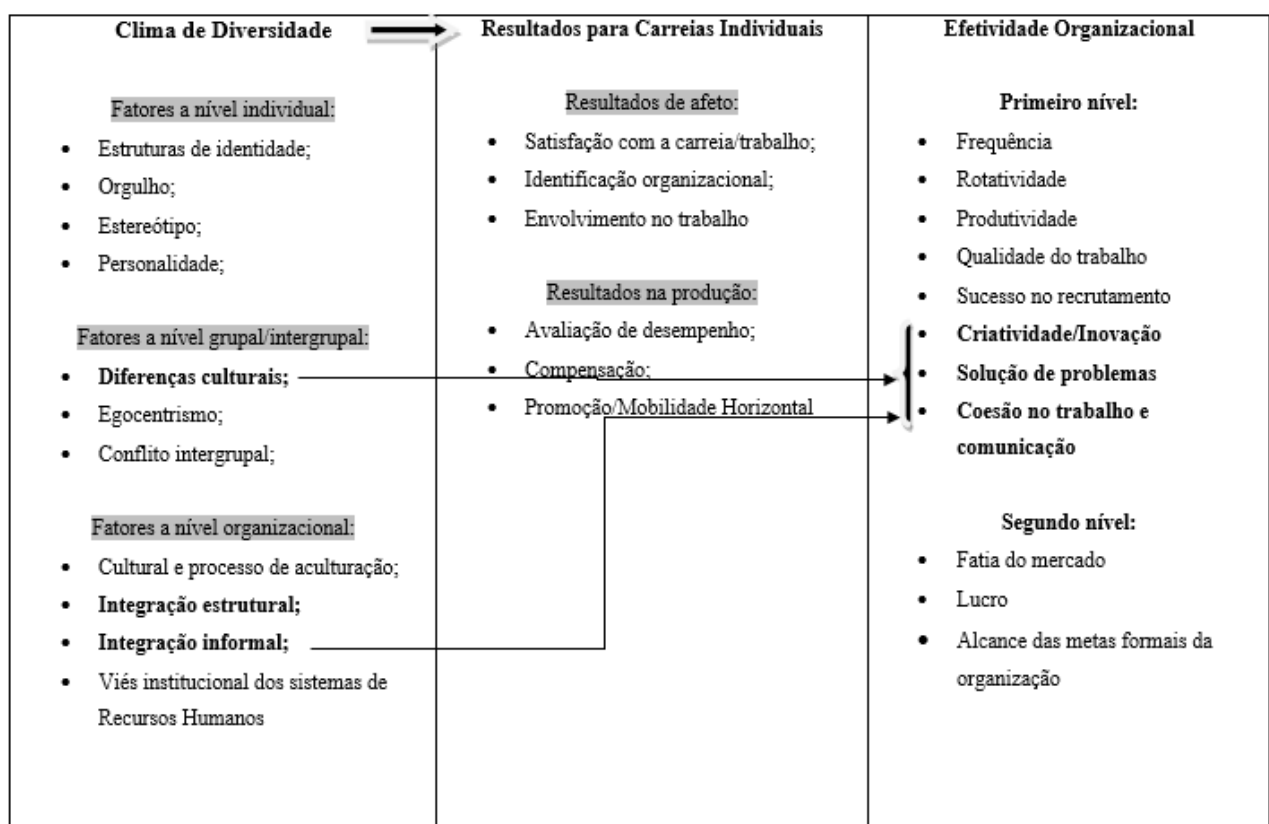 Clima de Diversidade
Fatores a nível individual:
• Estruturas de identidade;
• Orgulho;
• Estereótipo;
• Personalidade;
Fatores a nível grupal/intergrupal:
• Diferenças culturais;
• Egocentrismo;
• Conflito intergrupal;
Fatores a nível organizacional:
• Cultural e processo de aculturação;
• Integração estrutural;
• Integração informal;
• Viés institucional dos sistemas de
Recursos Humanos
Resultados para Carreias Individuais
Resultados de afeto:
• Satisfação com a carreia/trabalho;
• Identificação organizacional;
• Envolvimento no trabalho
Resultados na produção:
• Avaliação de desempenho;
• Compensação;
• Promoção/Mobilidade Horizontal
Efetividade Organizacional
Primeiro nível:
• Frequência
• Rotatividade
• Produtividade
• Qualidade do trabalho
• Sucesso no recrutamento
• Criatividade/Inovação
• Solução de problemas
• Coesão no trabalho e
comunicação
Segundo nível:
• Fatia do mercado
• Lucro
• Alcance das metas formais da
organização